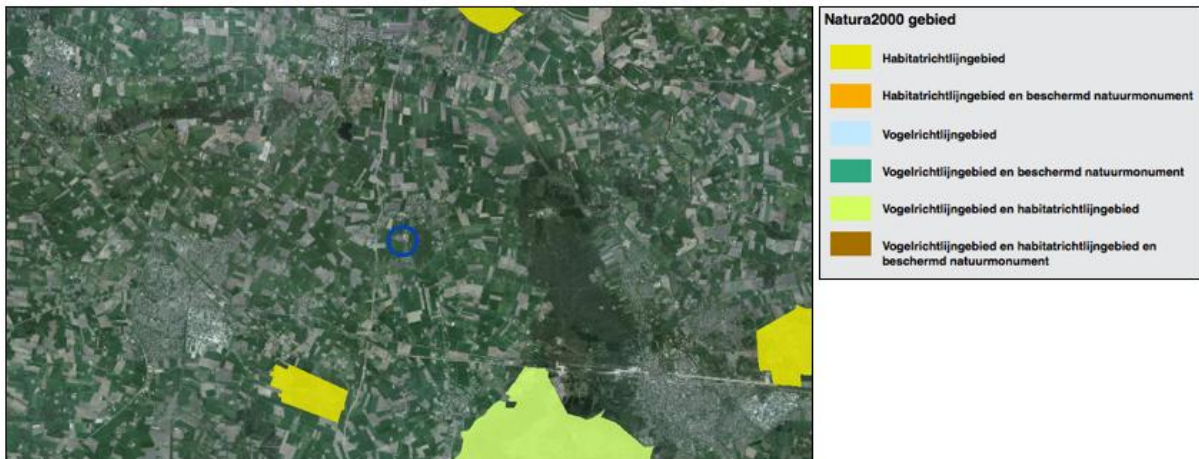 Natura2000 gebied
Habitatrichtlijngebied
Habitatrichtlijngebied en beschermd natuurmonument
Vogelrichtlijngebied
Vogelrichtlijngebied en beschermd natuurmonument
Vogelrichtlijngebied en habitatrichtlijngebied
Vogelrichtlijngebied en habitatrichtlijngebied en
beschermd natuurmonument